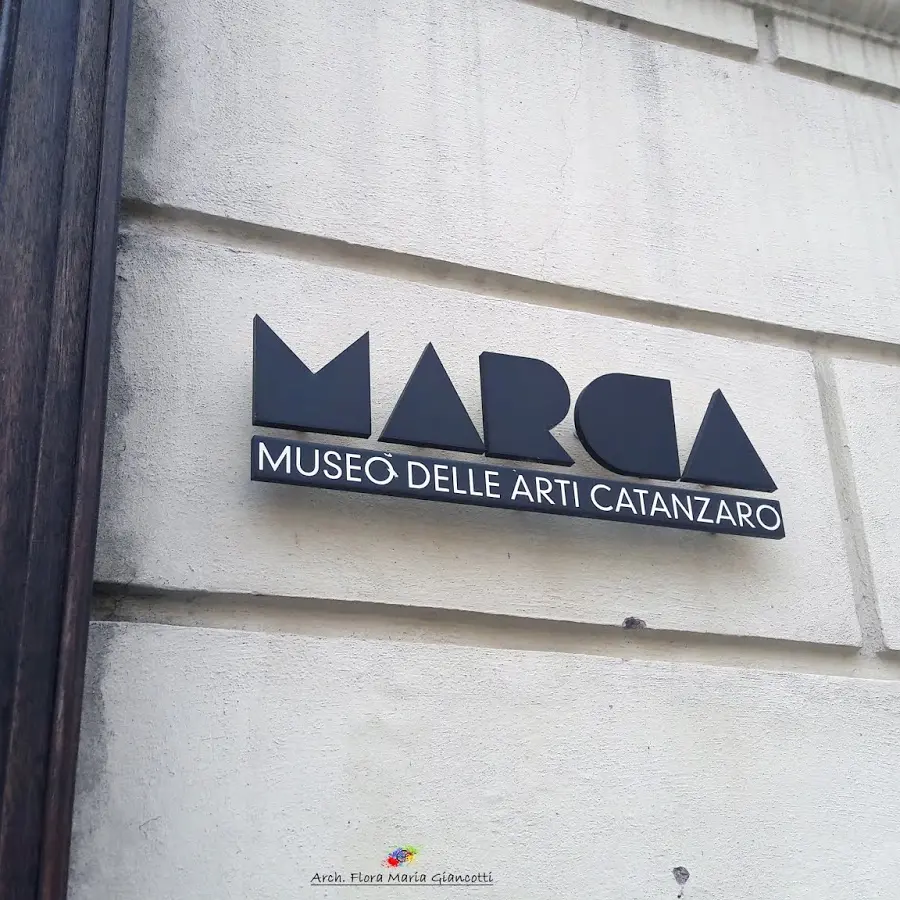 MARCA
MUSEO DELLE ARTI CATANZARO
Arch. Flora Maria Giancotti